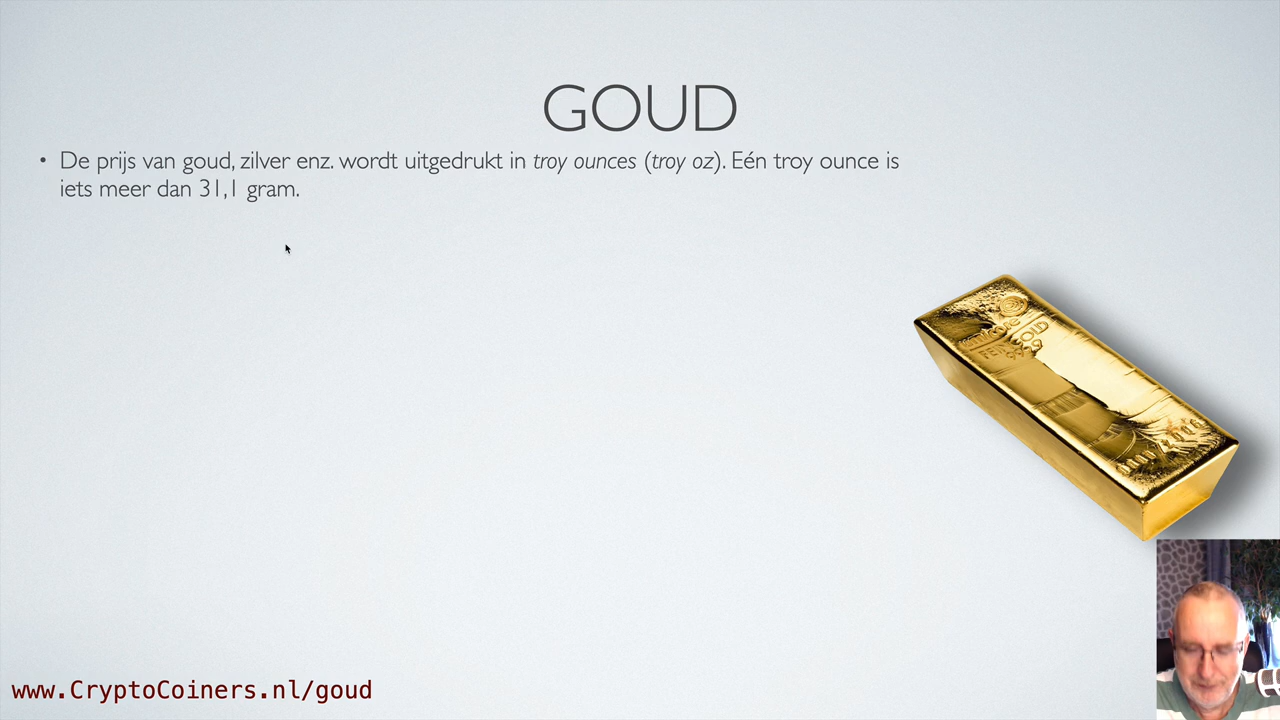 GOUD
• De prijs van goud, zilver enz. wordt uitgedrukt in troy ounces (troy oz). Eén troy ounce is
iets meer dan 31,1 gram.
www.CryptoCoiners.nl/goud